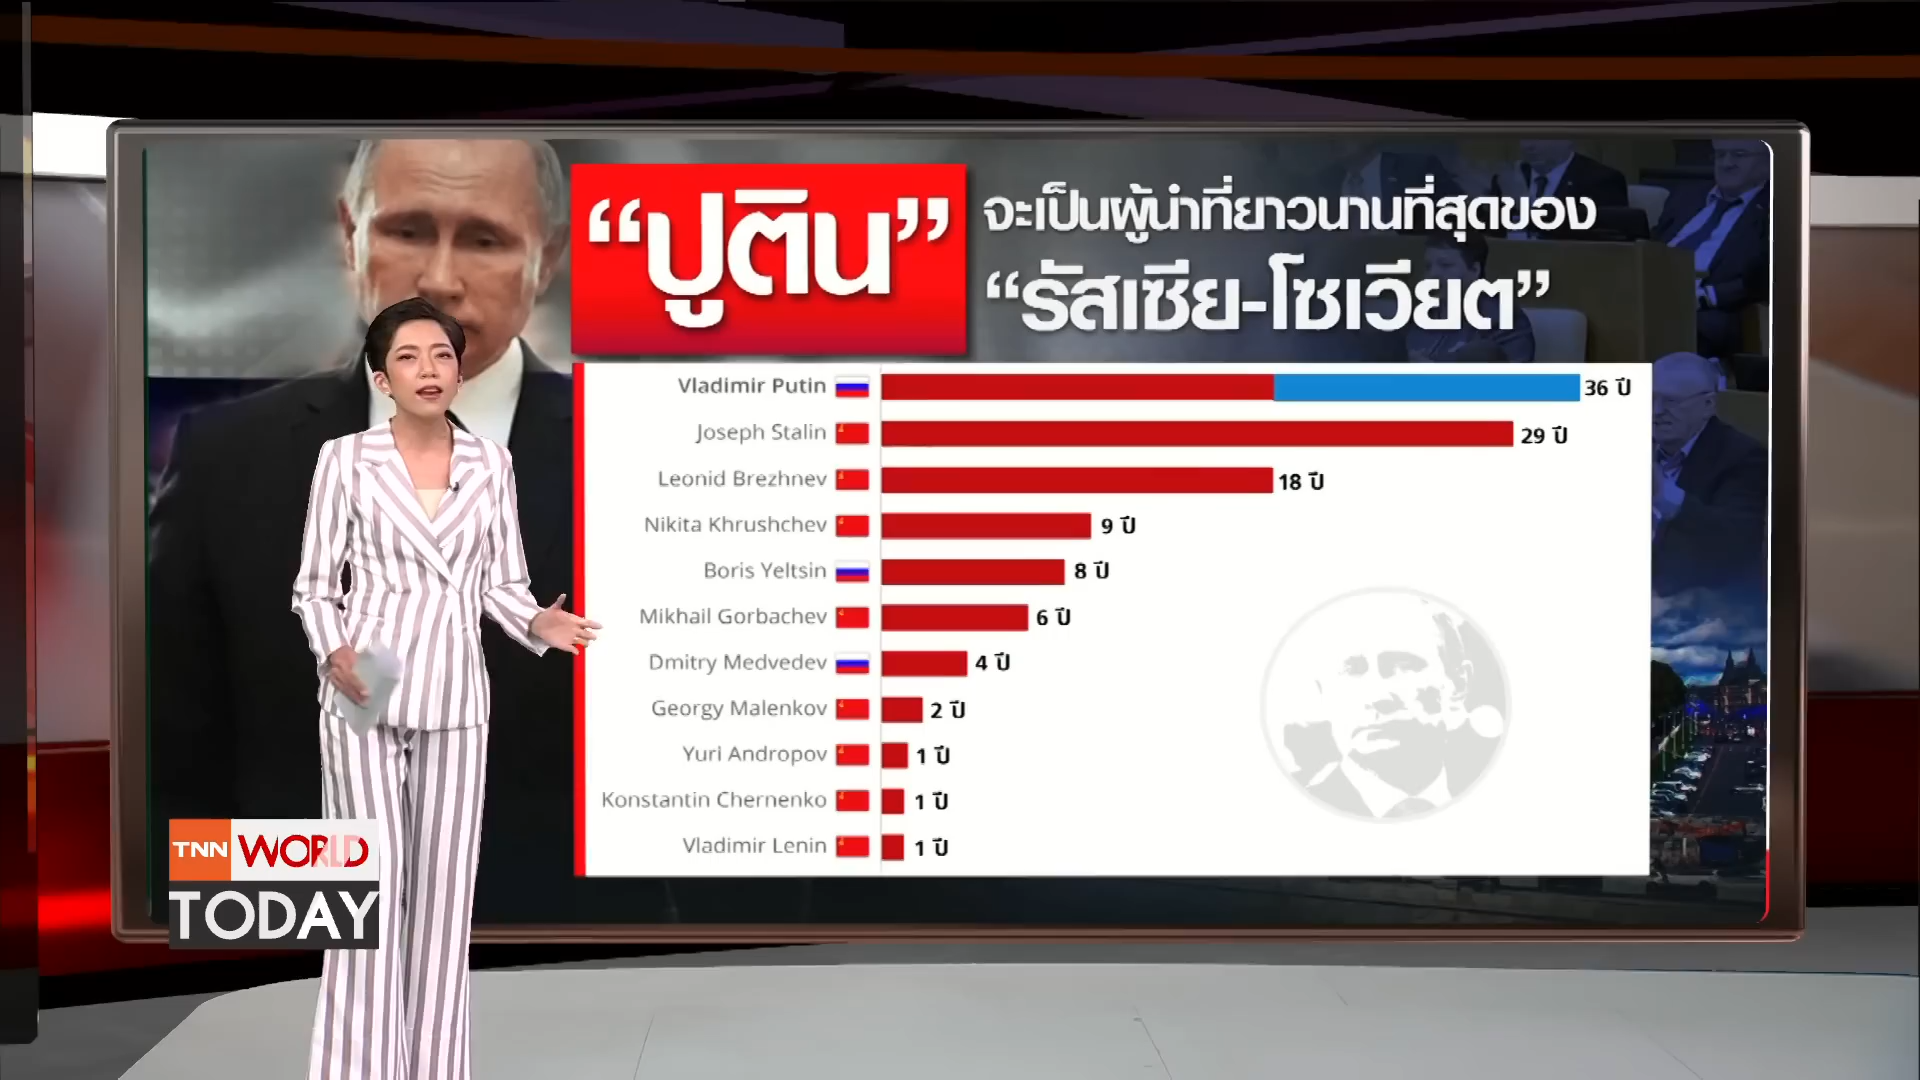 “ปูติน”
จะเป็นผู้นำที่ยาวนานที่สุดของ
“รัสเซีย-โซเวียต”
Vladimir Putin 36 ปี
Joseph Stalin 29 ปี
Leonid Brezhnev 18 ปี
Nikita Khrushchev 9 ปี
Boris Yeltsin 8 ปี
Mikhail Gorbachev 6 ปี
Dmitry Medvedev 4 ปี
Georgy Malenkov 2 ปี
Yuri Andropov 1 ปี
Konstantin Chernenko 1 ปี
Vladimir Lenin 1 ปี
TNN WORLD
TODAY